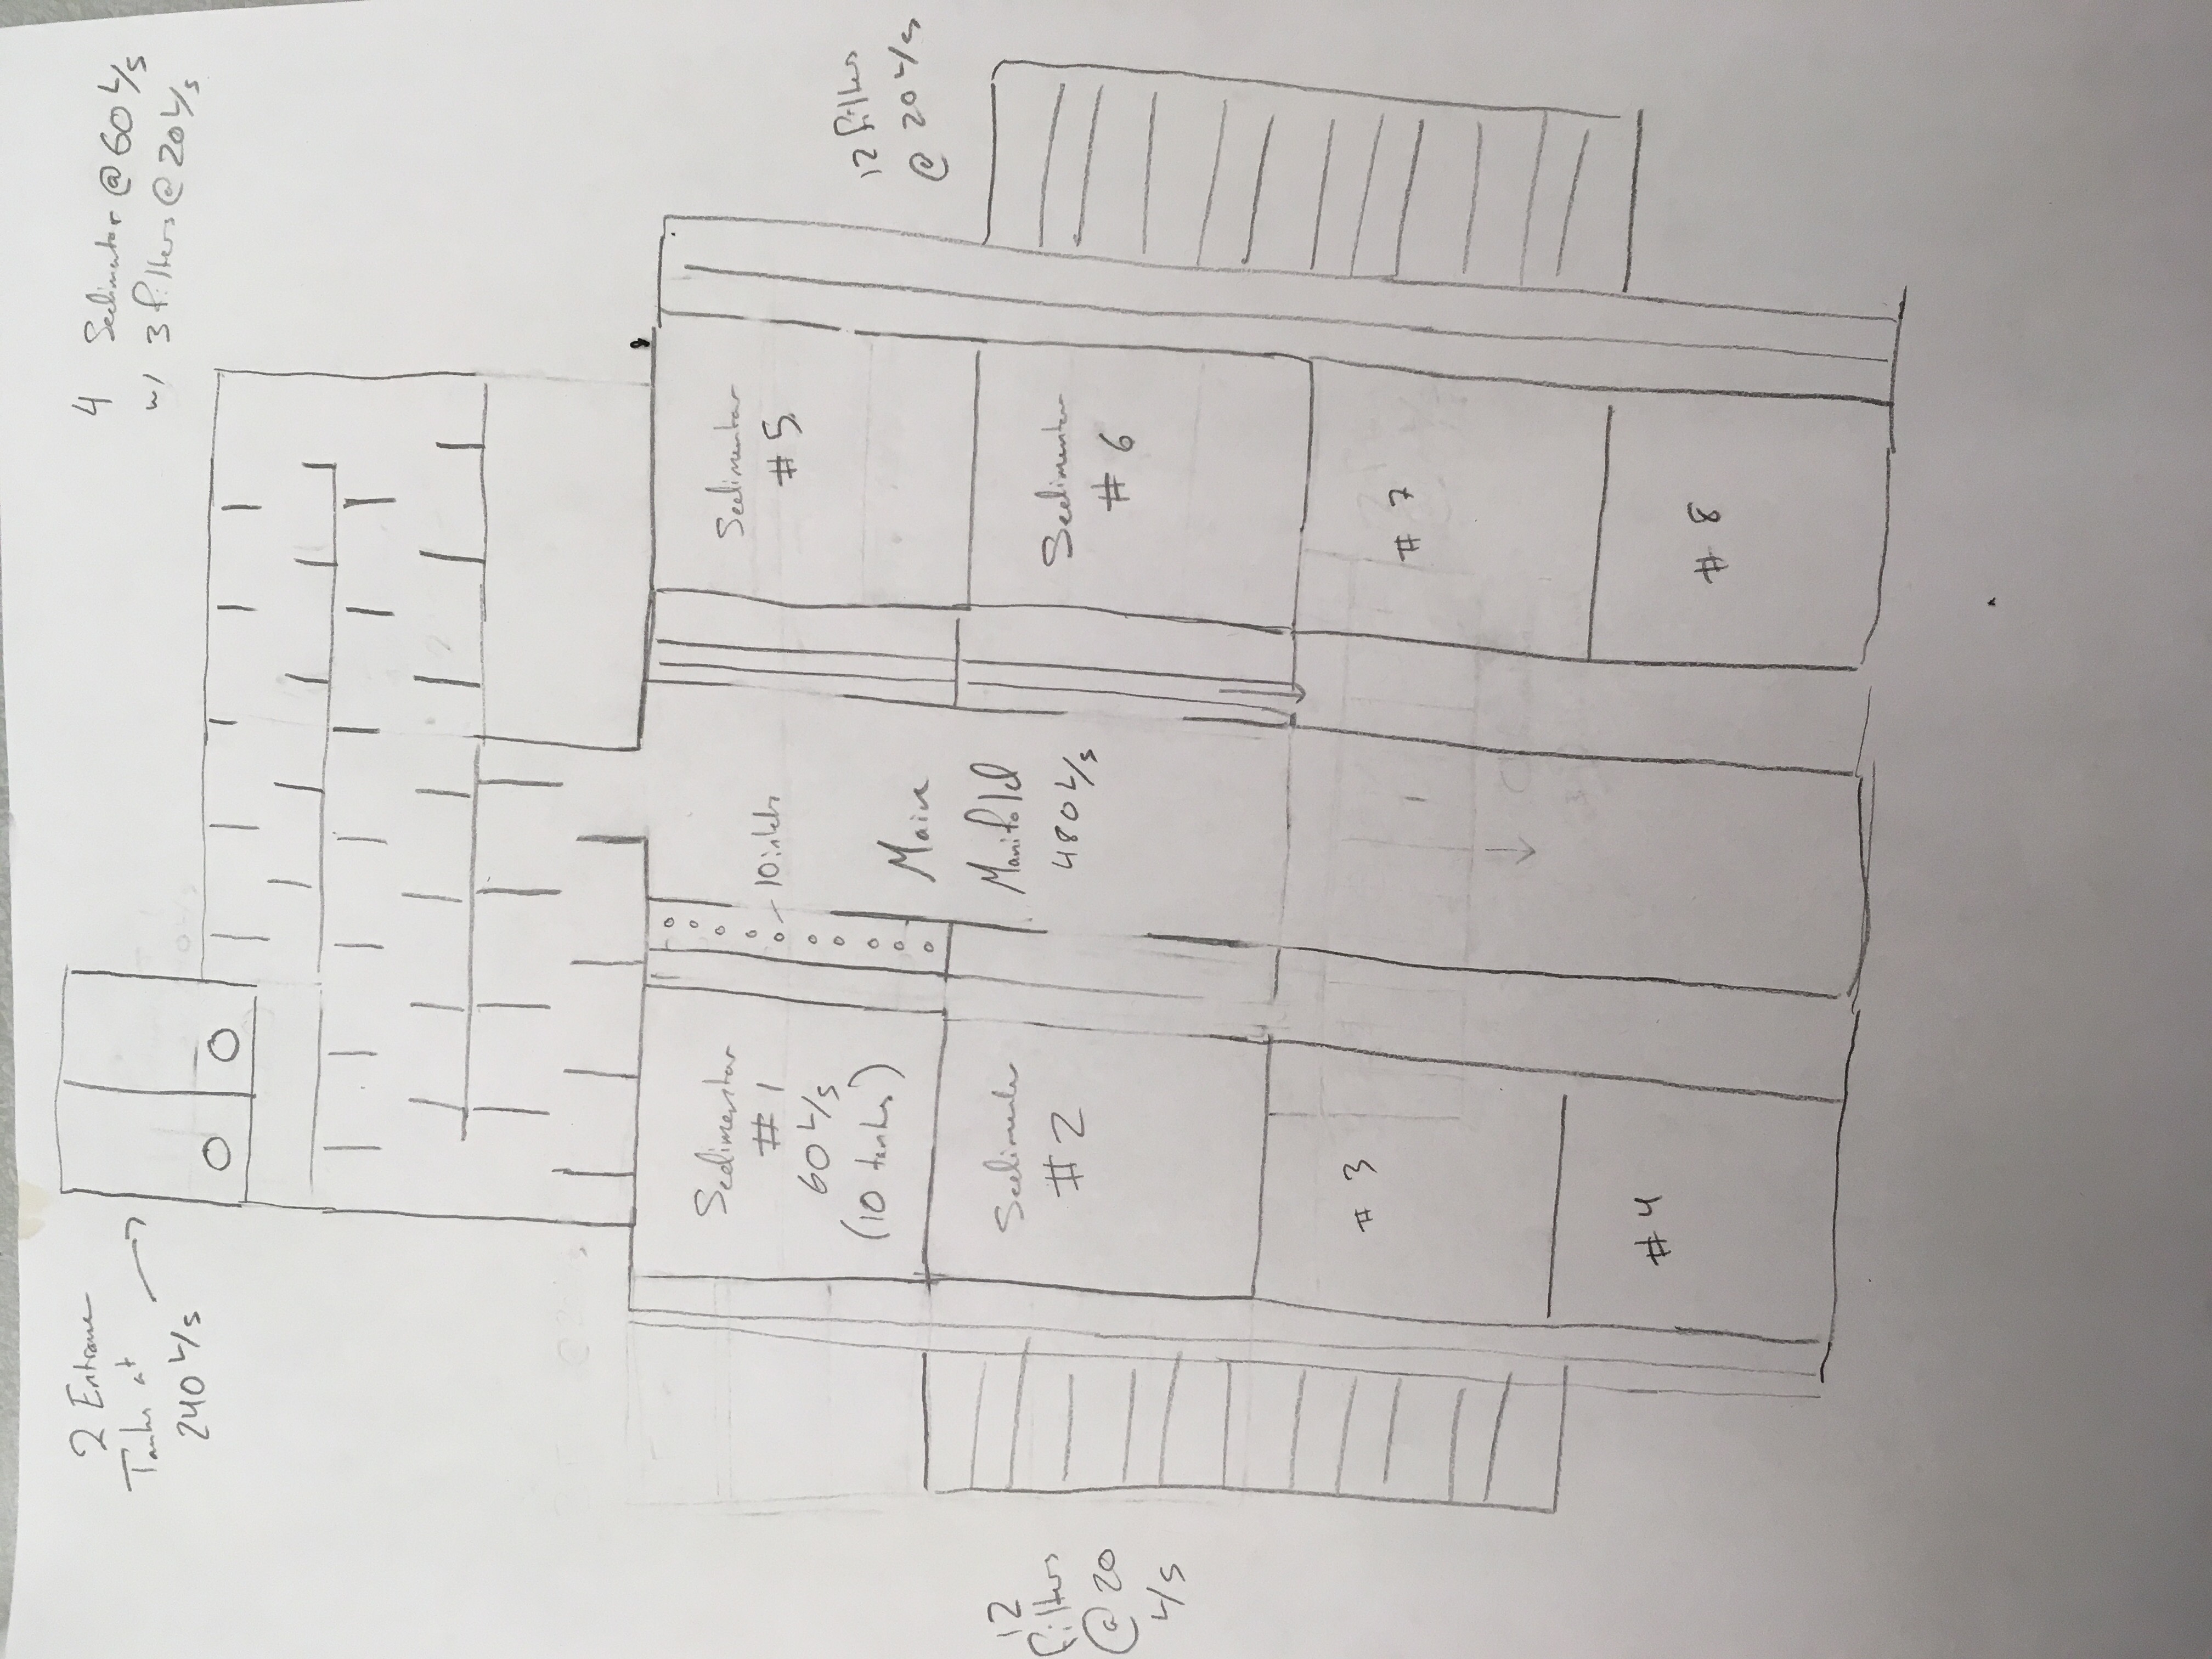 2 Entrance
Tanks at
240 L/s
4 Sedimentor @ 60 L/s
w/ 3 filters @ 20 L/s
Sedimentor
# 1
60 L/s
(10 tanks)
10 inlets
Sedimentor
# 5
Main
Manifold
480 L/s
12 filters
@ 20 L/s
12
filters
@ 20
L/s
Sedimentor
# 2
Sedimentor
# 6
# 3
# 7
# 4
# 8